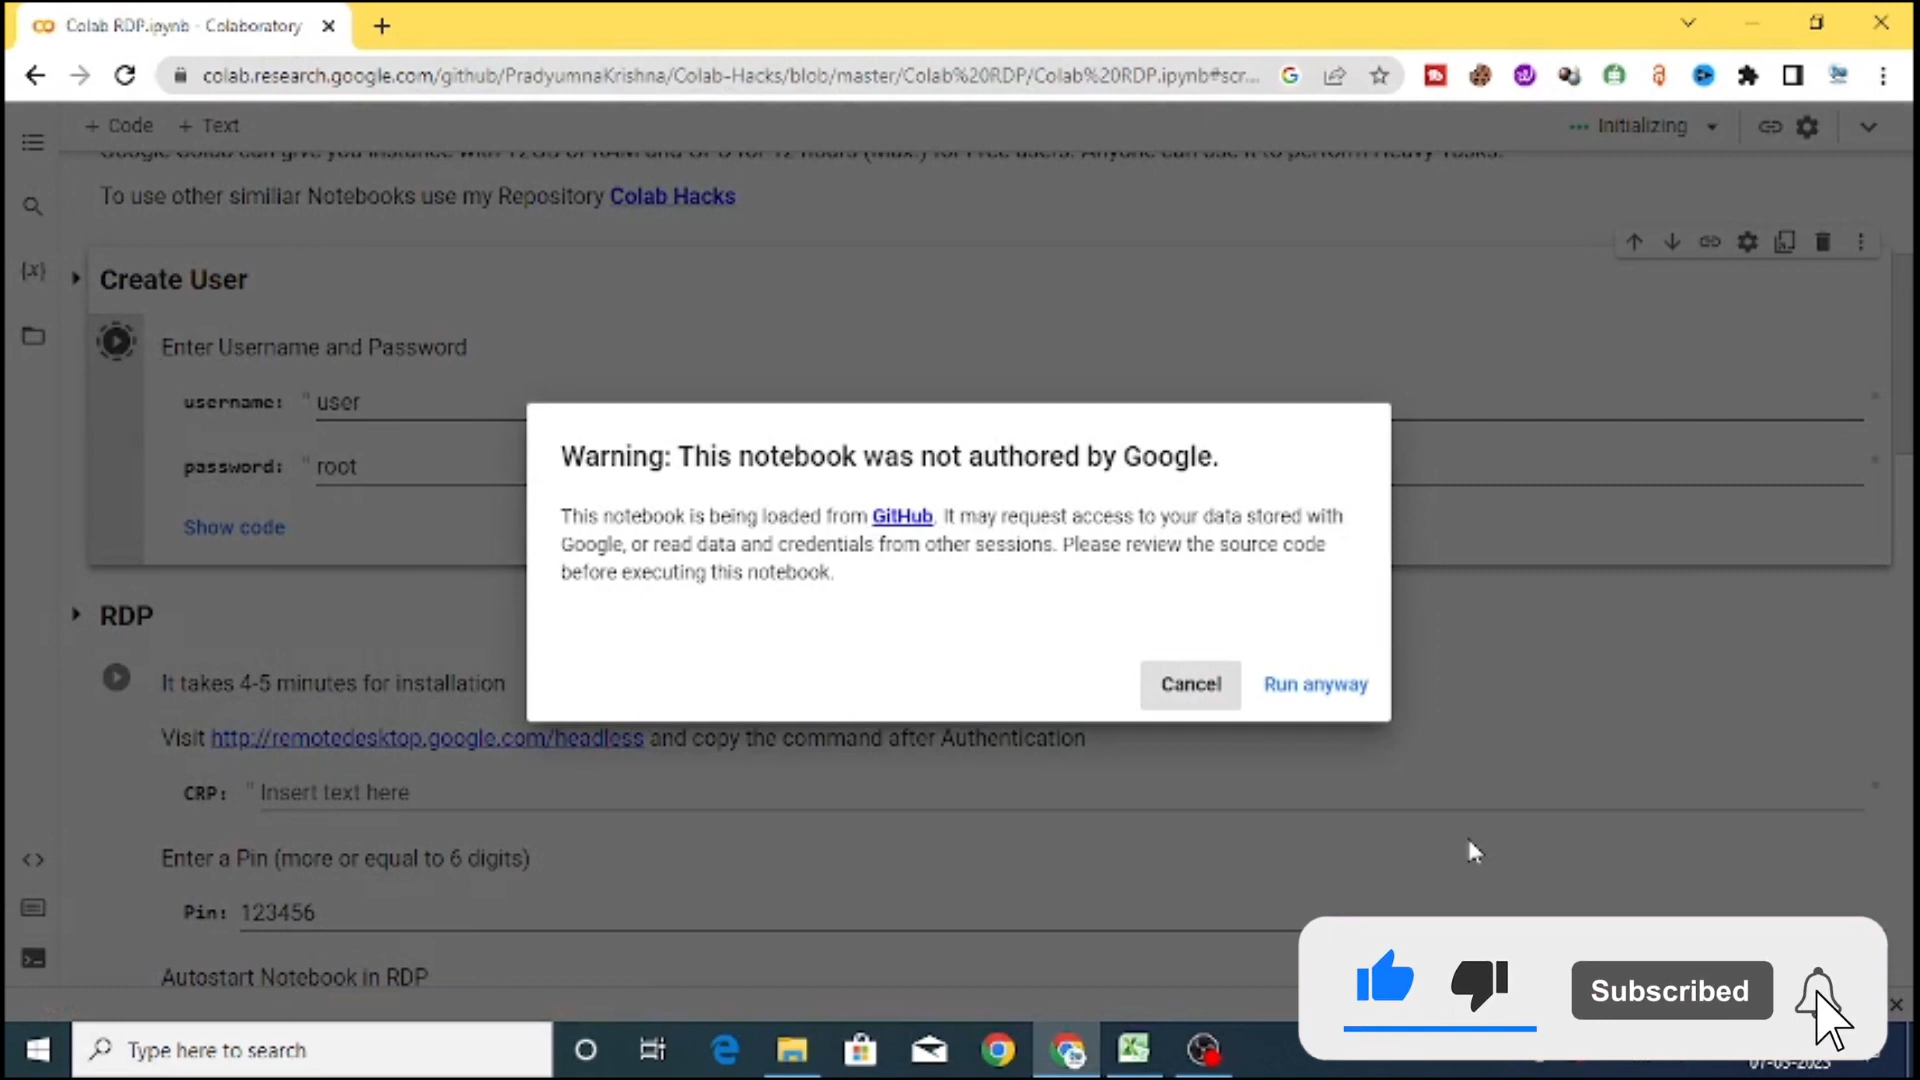 Colab RDP.ipynb - Colaboratory
colab.research.google.com/github/PradyumnaKrishna/Colab-Hacks/blob/master/Colab%20RDP/Colab%20RDP.ipynb#scr...
+ Code + Text
Initializing
To use other similiar Notebooks use my Repository Colab Hacks
Create User
Enter Username and Password
username: " user "
password: " root "
Show code
Warning: This notebook was not authored by Google.
This notebook is being loaded from GitHub. It may request access to your data stored with
Google, or read data and credentials from other sessions. Please review the source code
before executing this notebook.
Cancel Run anyway
RDP
It takes 4-5 minutes for installation
Visit http://remotedesktop.google.com/headless and copy the command after Authentication
CRP: " Insert text here "
Enter a Pin (more or equal to 6 digits)
Pin: 123456
Autostart Notebook in RDP
Subscribed
Type here to search